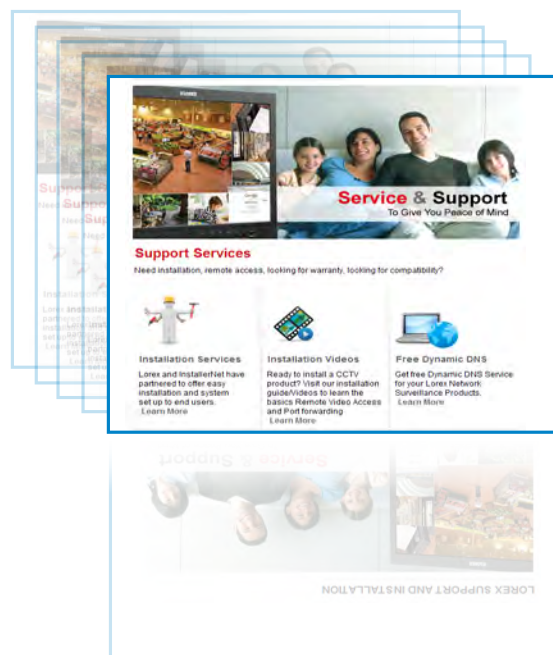 Service & Support
To Give You Peace of Mind
Support Services
Need installation, remote access, looking for warranty, looking for compatibility?
Installation Services
Lorex and InstallerNet have
partnered to offer easy
installation and system
set up to end users.
Learn More
Installation Videos
Ready to install a CCTV
product? Visit our installation
guide/Videos to learn the
basics Remote Video Access
and Port forwarding
Learn More
Free Dynamic DNS
Get free Dynamic DNS Service
for your Lorex Network
Surveillance Products.
Learn More
Service & Support
LOREX SUPPORT AND INSTALLATION